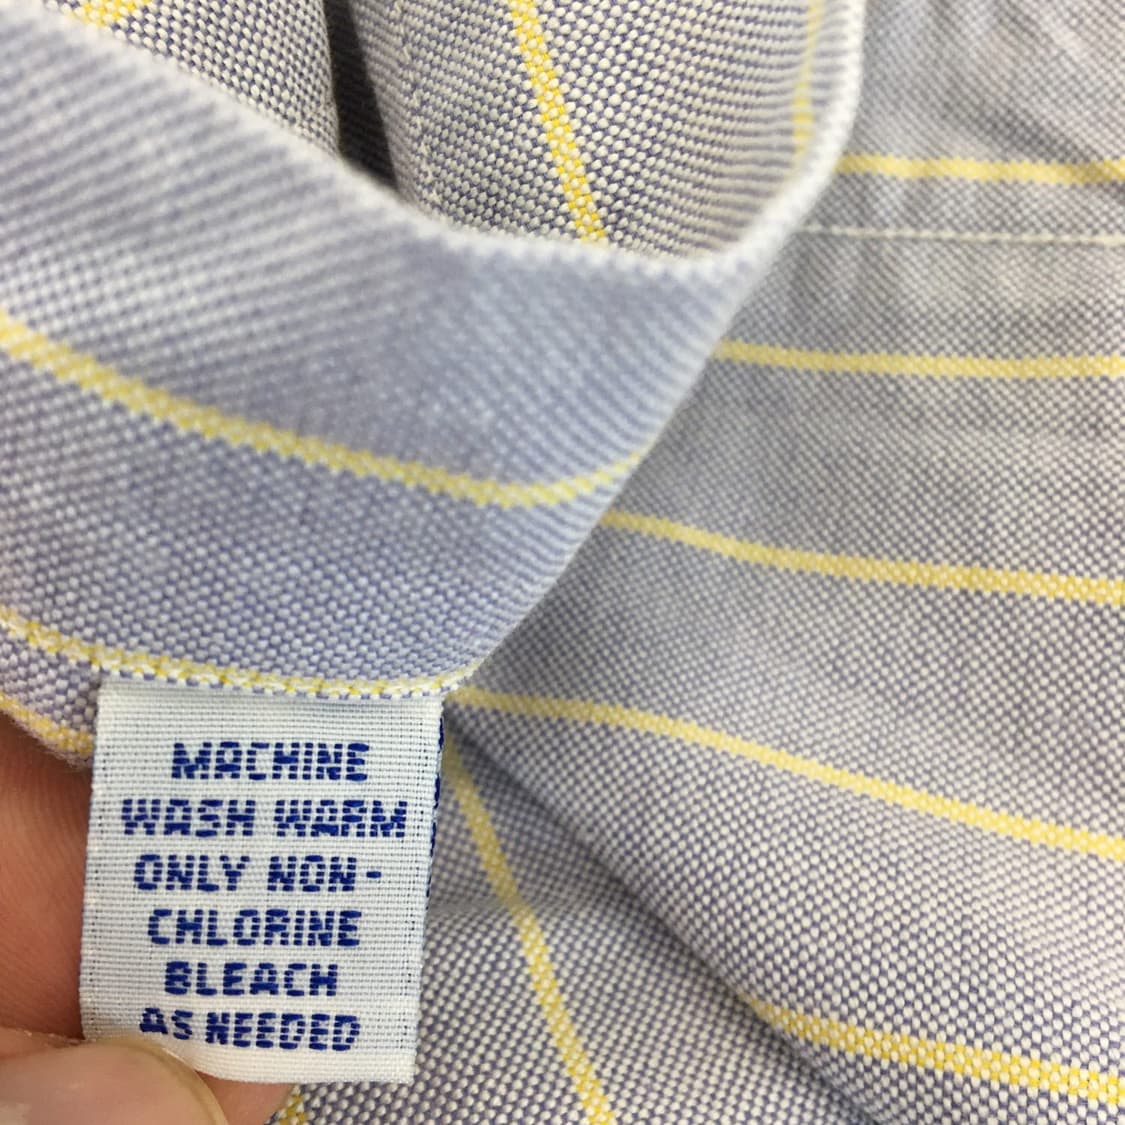 MACHINE
WASH WARM
ONLY NON-
CHLORINE
BLEACH
AS NEEDED